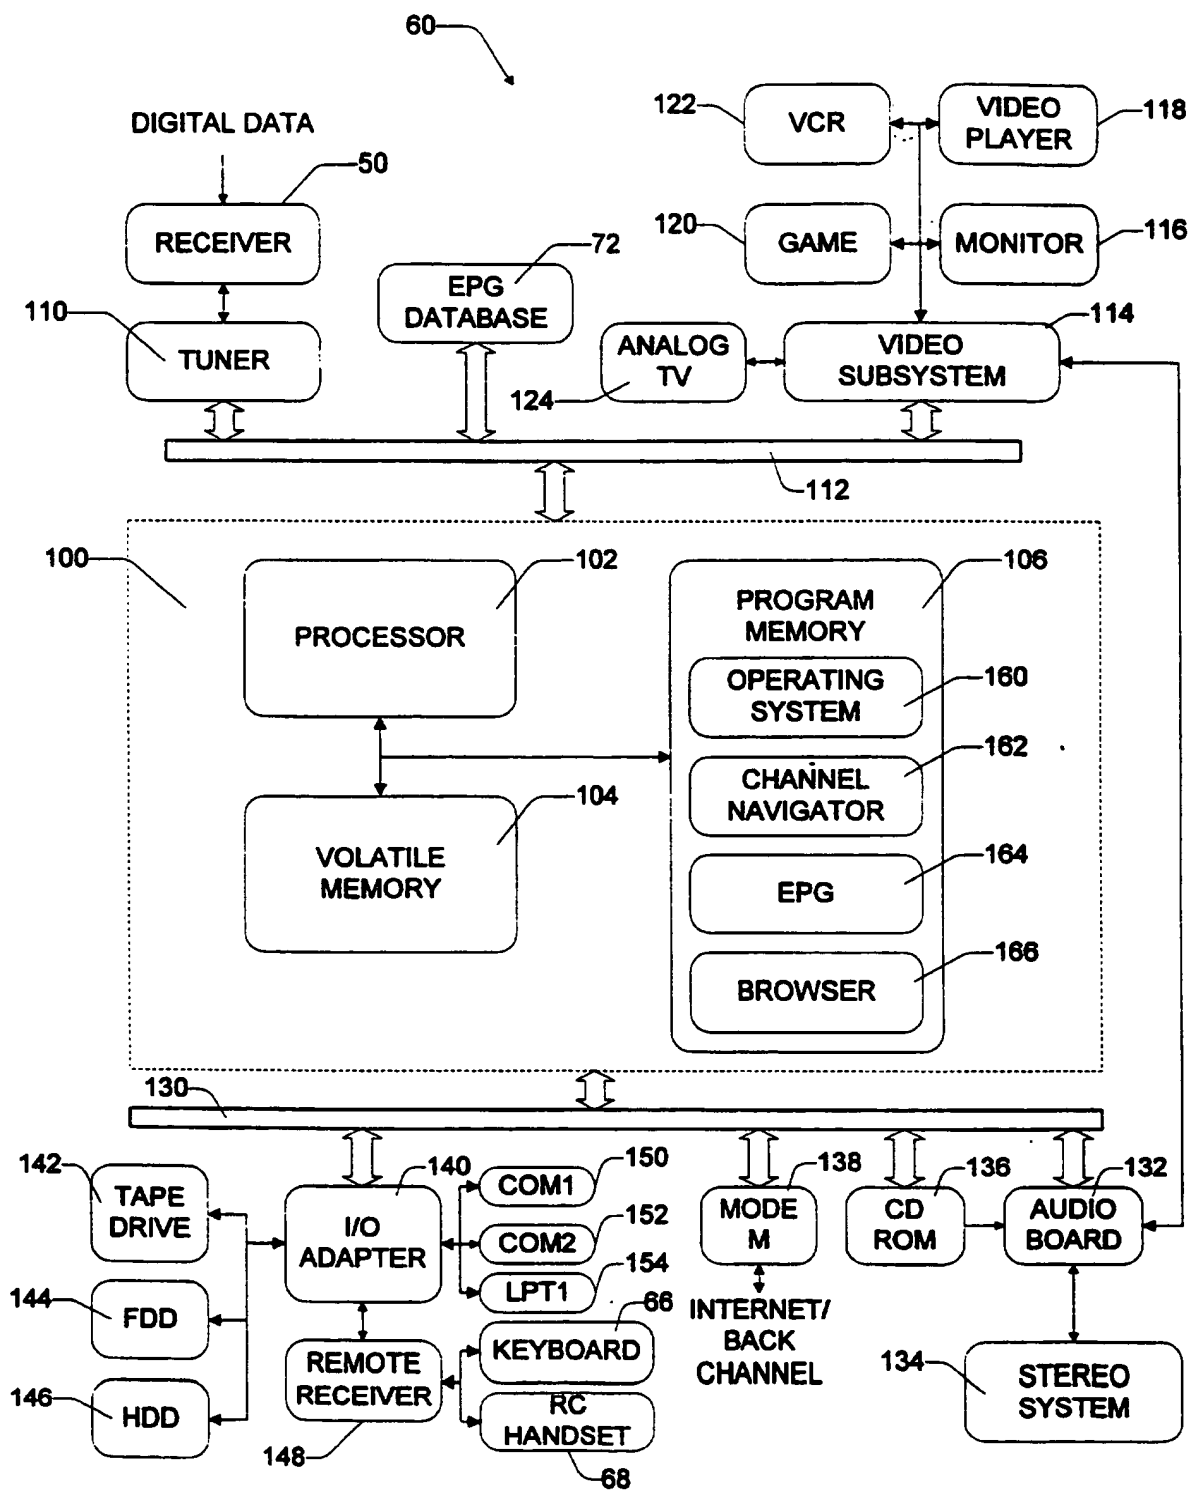 60
DIGITAL DATA
50
RECEIVER
110
TUNER
72
EPG
DATABASE
122
VCR
VIDEO
PLAYER
118
120
GAME
MONITOR
116
ANALOG
TV
124
VIDEO
SUBSYSTEM
114
112
100
PROCESSOR
102
VOLATILE
MEMORY
104
PROGRAM
MEMORY
106
OPERATING
SYSTEM
160
CHANNEL
NAVIGATOR
162
EPG
164
BROWSER
166
130
142
TAPE
DRIVE
144
FDD
146
HDD
I/O
ADAPTER
140
COM1
150
COM2
152
LPT1
154
REMOTE
RECEIVER
148
KEYBOARD
66
RC
HANDSET
68
MODE
M
138
INTERNET/
BACK
CHANNEL
CD
ROM
136
AUDIO
BOARD
132
134
STEREO
SYSTEM